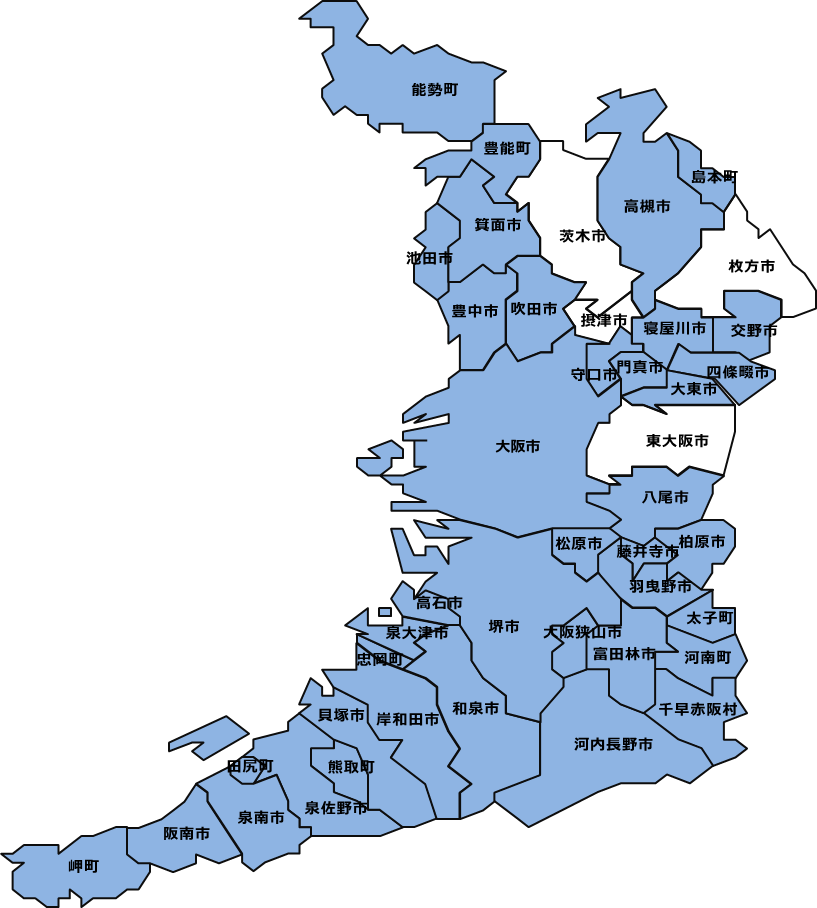 能勢町
豊能町
島本町
高槻市
箕面市
茨木市
池田市
枚方市
豊中市
吹田市
摂津市
寝屋川市
交野市
守口市
門真市
四條畷市
大東市
大阪市
東大阪市
八尾市
松原市
藤井寺市
柏原市
羽曳野市
高石市
太子町
堺市
泉大津市
大阪狭山市
忠岡町
富田林市
河南町
和泉市
千早赤阪村
貝塚市
岸和田市
河内長野市
田尻町
熊取町
泉佐野市
泉南市
阪南市
岬町